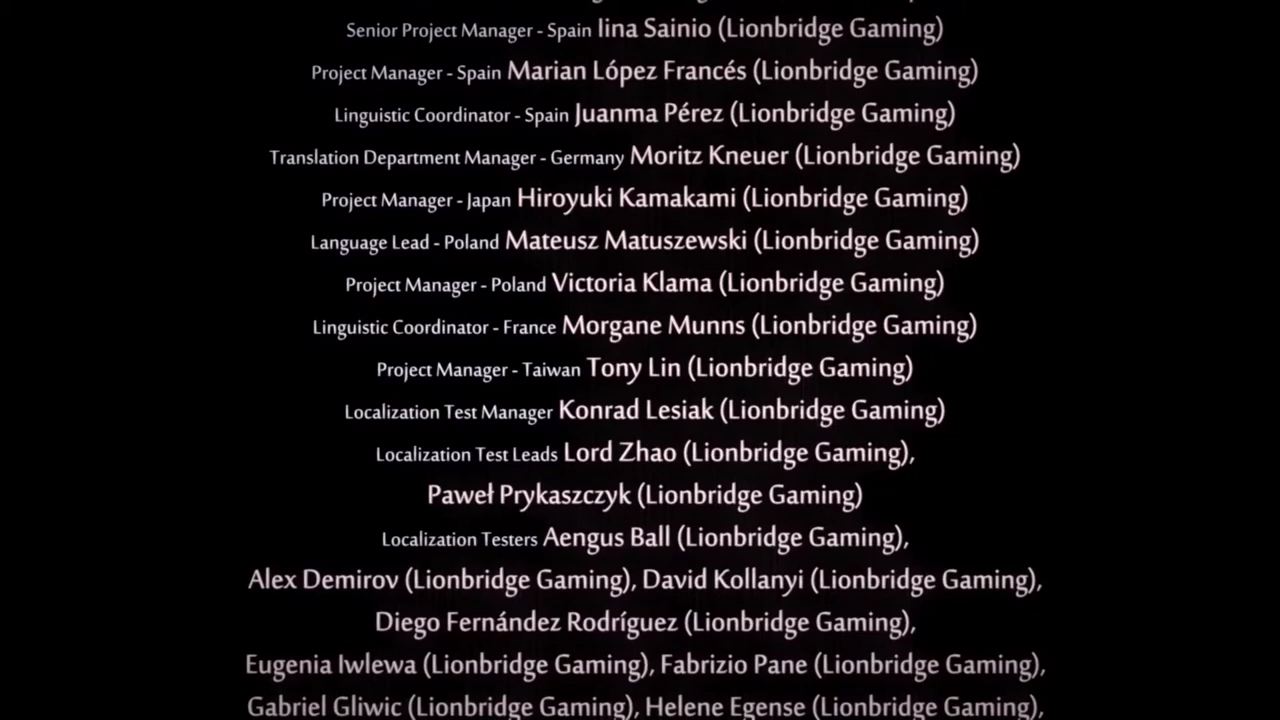 Senior Project Manager - Spain Iina Sainio (Lionbridge Gaming)
Project Manager - Spain Marian López Francés (Lionbridge Gaming)
Linguistic Coordinator - Spain Juanma Pérez (Lionbridge Gaming)
Translation Department Manager - Germany Moritz Kneuer (Lionbridge Gaming)
Project Manager - Japan Hiroyuki Kamakami (Lionbridge Gaming)
Language Lead - Poland Mateusz Matuszewski (Lionbridge Gaming)
Project Manager - Poland Victoria Klama (Lionbridge Gaming)
Linguistic Coordinator - France Morgane Munns (Lionbridge Gaming)
Project Manager - Taiwan Tony Lin (Lionbridge Gaming)
Localization Test Manager Konrad Lesiak (Lionbridge Gaming)
Localization Test Leads Lord Zhao (Lionbridge Gaming),
Paweł Prykaszczyk (Lionbridge Gaming)
Localization Testers Aengus Ball (Lionbridge Gaming),
Alex Demirov (Lionbridge Gaming), David Kollanyi (Lionbridge Gaming),
Diego Fernández Rodríguez (Lionbridge Gaming),
Eugenia Iwlewa (Lionbridge Gaming), Fabrizio Pane (Lionbridge Gaming),
Gabriel Gliwic (Lionbridge Gaming), Helene Egense (Lionbridge Gaming),